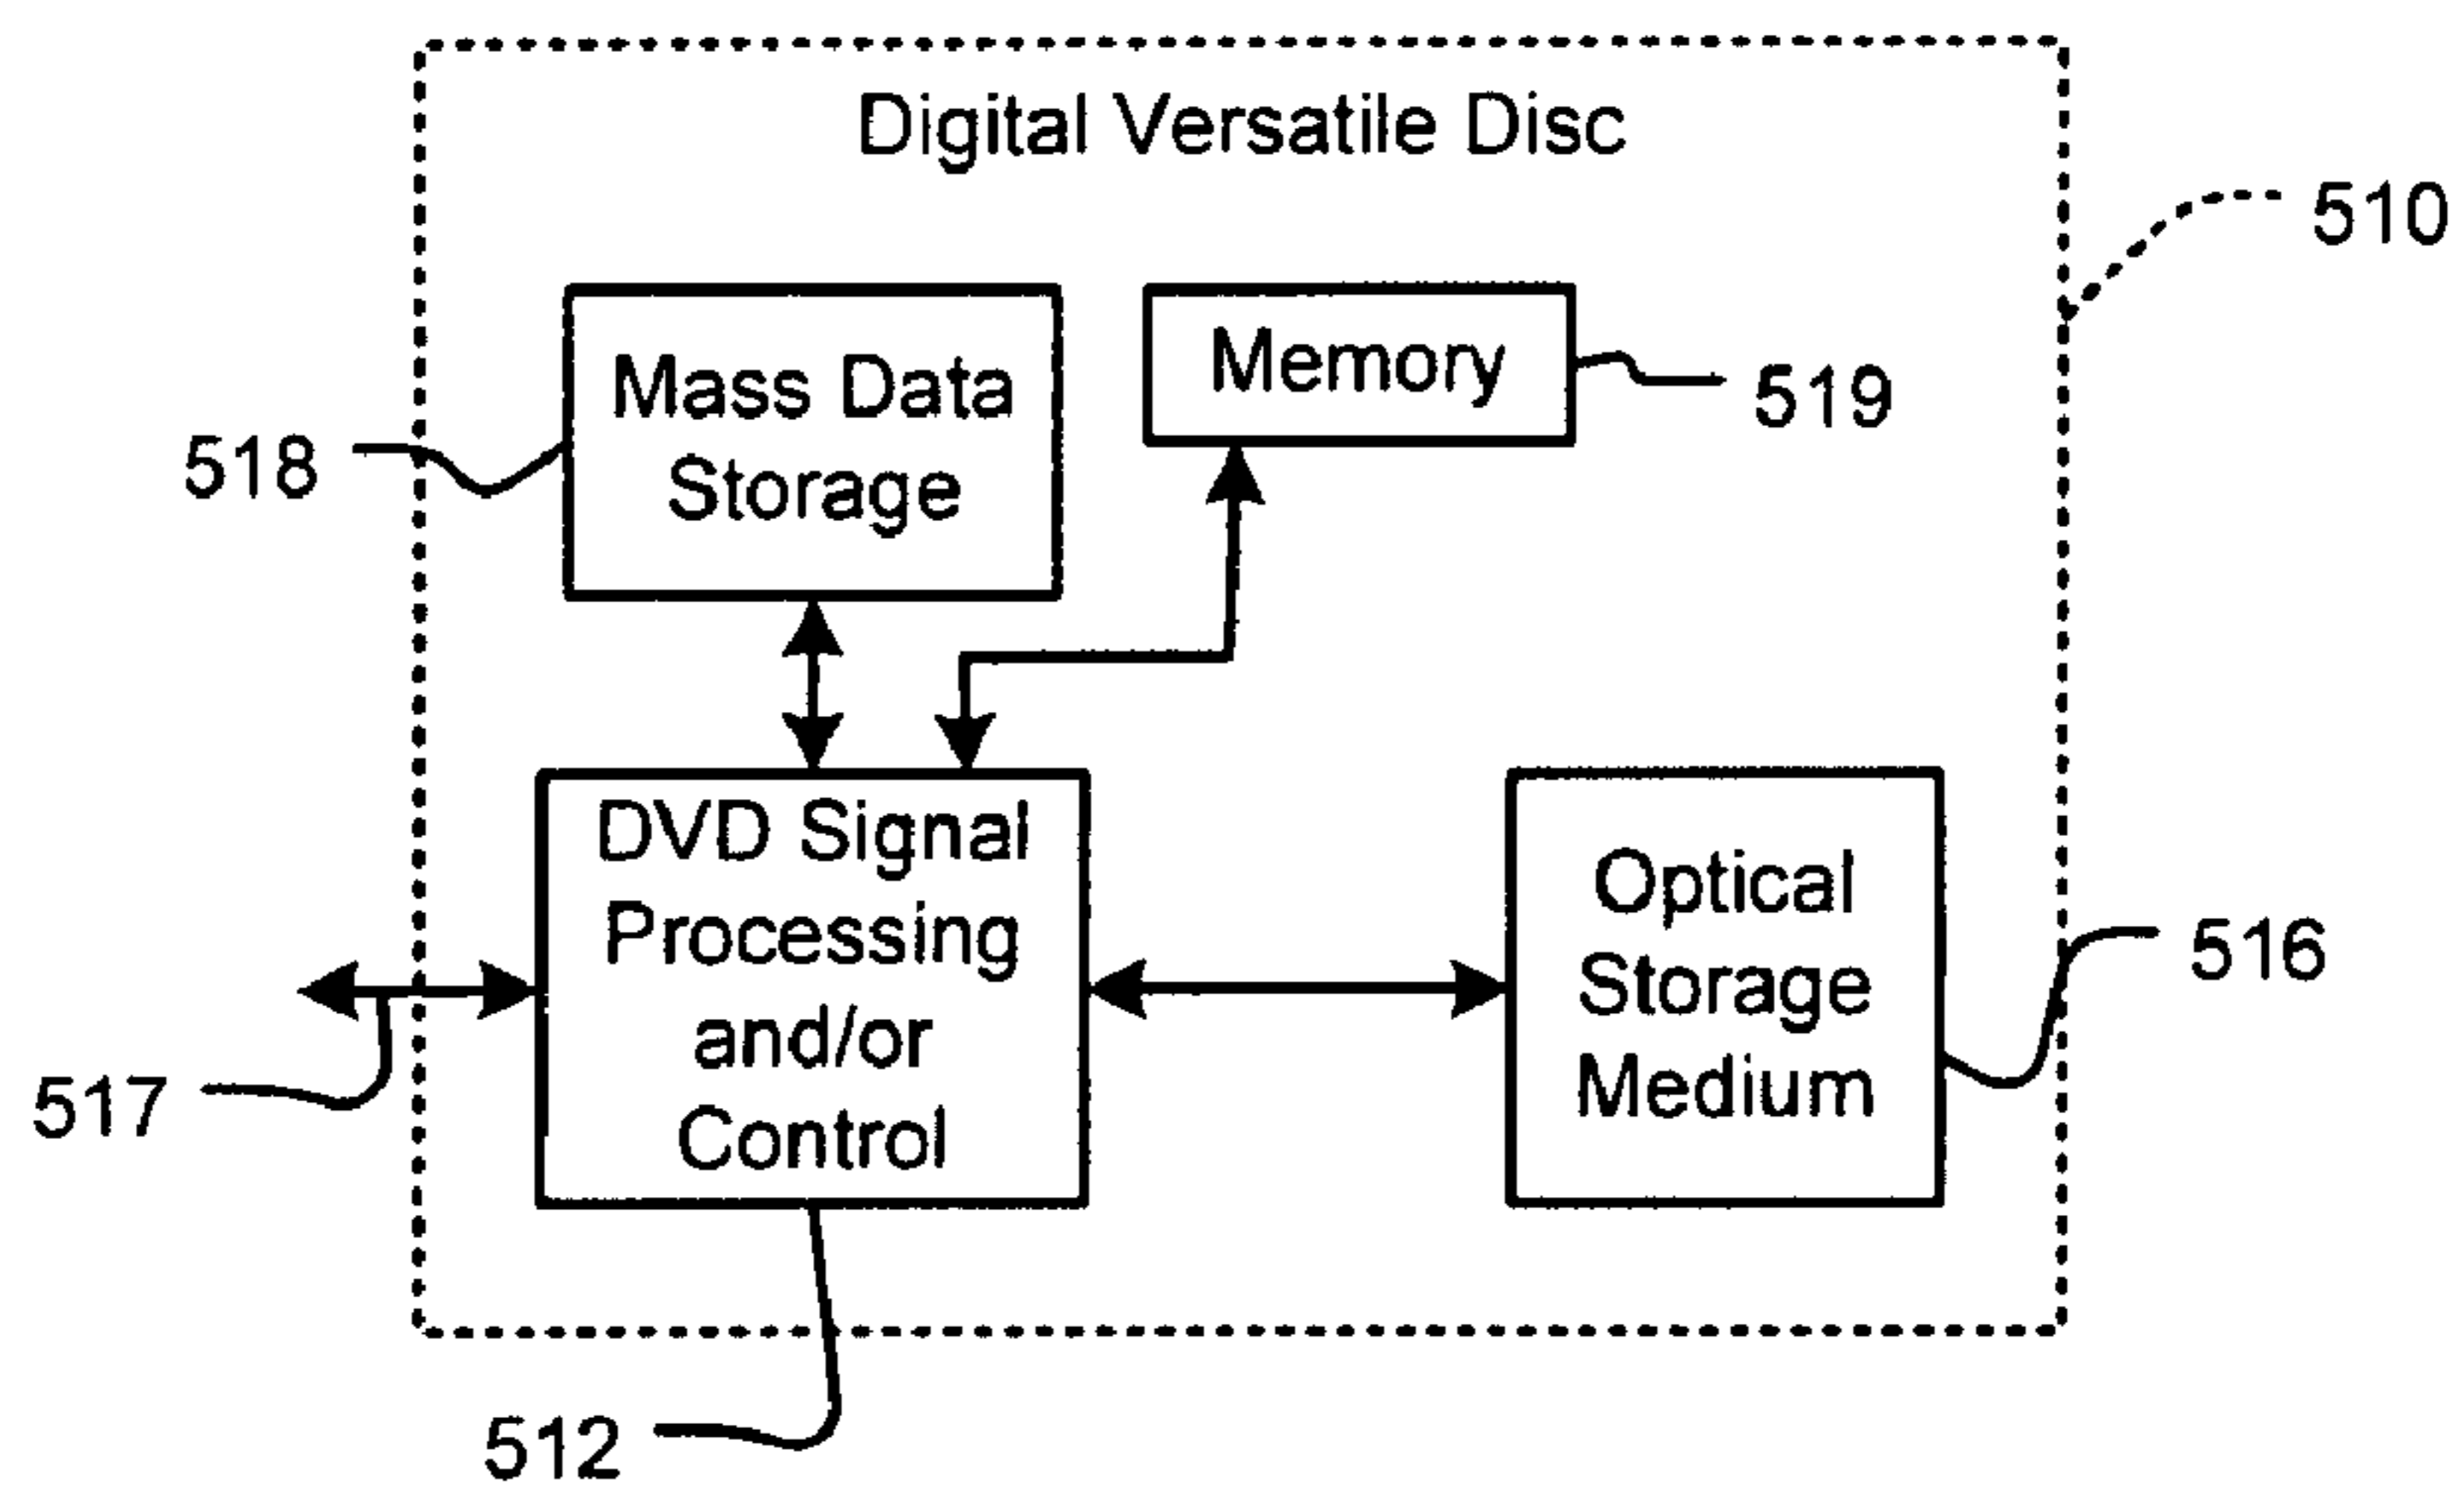 Digital Versatile Disc
510
Mass Data
Storage
518
Memory
519
DVD Signal
Processing
and/or
Control
Optical
Storage
Medium
516
517
512